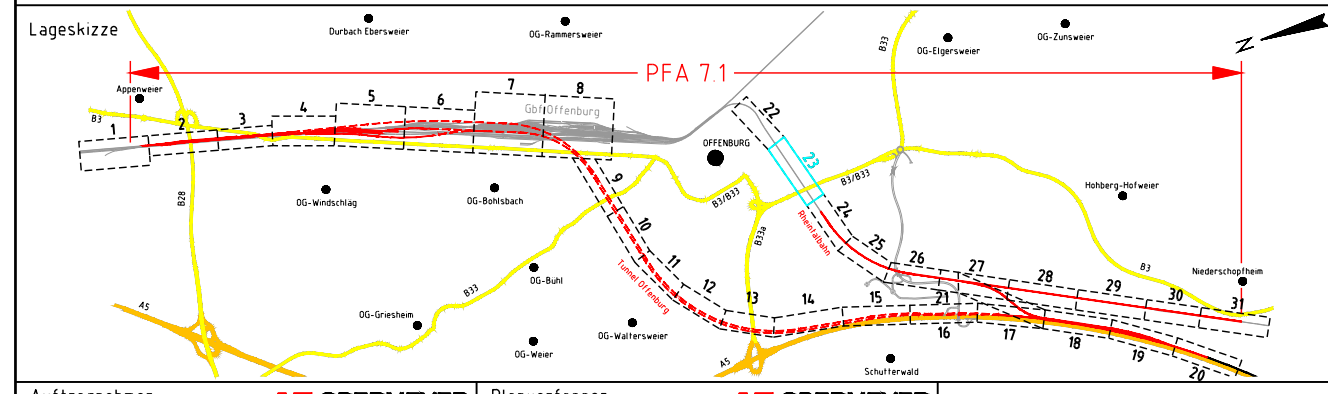 Lageskizze
Durbach Ebersweier
OG-Rammersweier
OG-Elgersweier
OG-Zunsweier
N
B33
PFA 7.1
Appenweier
B3
1
2
3
4
5
6
7
8
Gbf Offenburg
22
23
OFFENBURG
B3/B33
B3/B33
Hohberg-Hofweier
B28
OG-Windschläg
OG-Bohlsbach
9
10
11
12
13
14
15
21
16
17
18
19
20
24
25
26
27
28
29
30
31
Rheintalbahn
B33a
Tunnel Offenburg
OG-Bühl
B33
B3
Niederschopfheim
A5
OG-Griesheim
OG-Weier
OG-Waltersweier
A5
Schutterwald